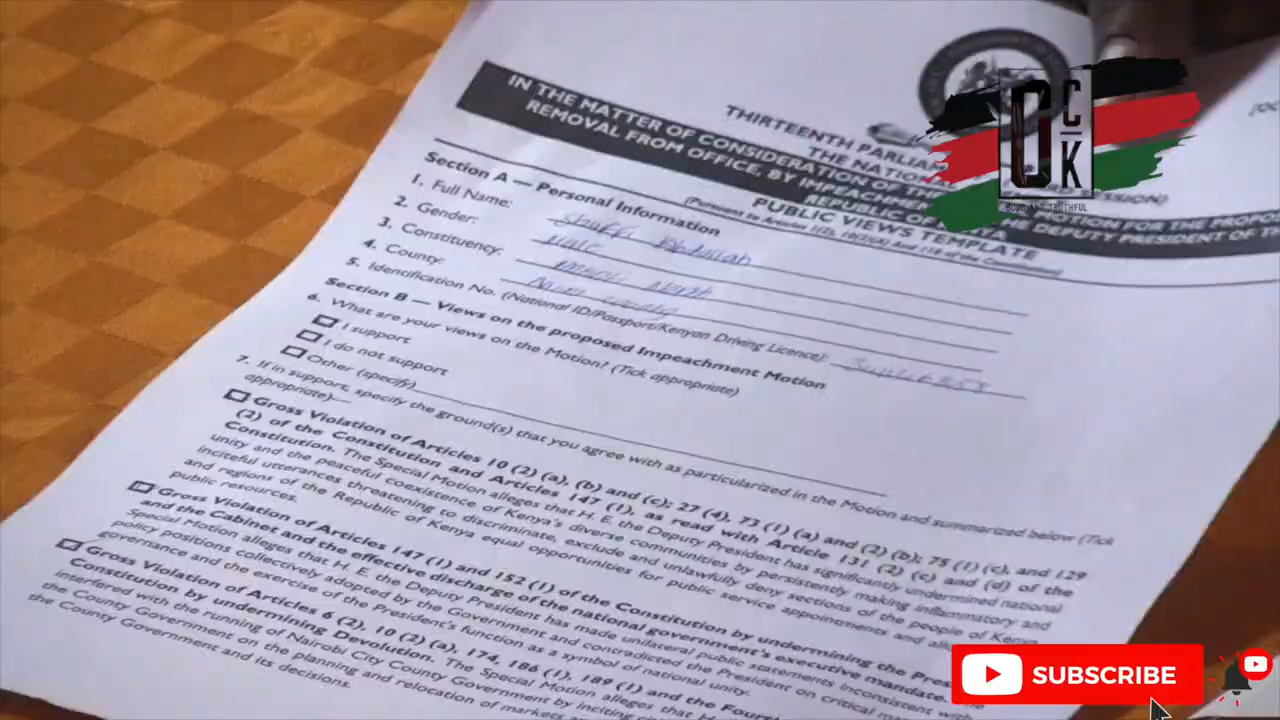 THIRTEENTH PARLIAM
THE NATIONAL
IN THE MATTER OF CONSIDERATION OF THE
REMOVAL FROM OFFICE, BY IMPEACHMENT
ION FOR THE PROPO
REPUBLIC OF
E DEPUTY PRESIDENT OF T
C
K
PUBLIC VIEWS TEMPLATE
of the Constitution)
Section A — Personal Information
1. Full Name: Abdullah
2. Gender: Male
3. Constituency: North
4. County:
5. Identification No. (National ID/Passport/Kenyan Driving Licence):
Section B — Views on the proposed Impeachment Motion
6. What are your views on the Motion? (Tick appropriate)
I support
I do not support
Other (specify)
7. If in support, specify the ground(s) that you agree with as particularized in the Motion and summarized below (Tick
appropriate)—
Gross Violation of Articles 10 (2) (a), (b) and (c); 27 (4), 73 (1) (a) and (2) (b); 75 (1) (c), and 129
(2) of the Constitution and Articles 147 (1), as read with Article 131 (2) (c) and (d) of the
Constitution. The Special Motion alleges that H. E. the Deputy President has significantly undermined national
unity and the peaceful coexistence of Kenya's diverse communities by persistently making inflammatory and
inciteful utterances threatening to discriminate, exclude and unlawfully deny sections of the people of Kenya
and regions of the Republic of Kenya equal opportunities for public service appointments and
public resources.
Gross Violation of Articles 147 (1) and 152 (1) of the Constitution by undermining the Pres
and the Cabinet and the effective discharge of the national government's executive mandate.
Special Motion alleges that H. E. the Deputy President has made unilateral public statements inconsistent with
policy positions collectively adopted by the Government and contradicted the President on critical
governance and the exercise of the President's function as a symbol of national unity.
Gross Violation of Articles 6 (2), 10 (2) (a), 174, 186 (1), 189 (1) and the Fourth
Constitution by undermining Devolution. The Special Motion alleges that H.
interfered with the running of Nairobi City County Government by inciting
the County Government on the planning and relocation of markets
the County Government and its decisions.
SUBSCRIBE